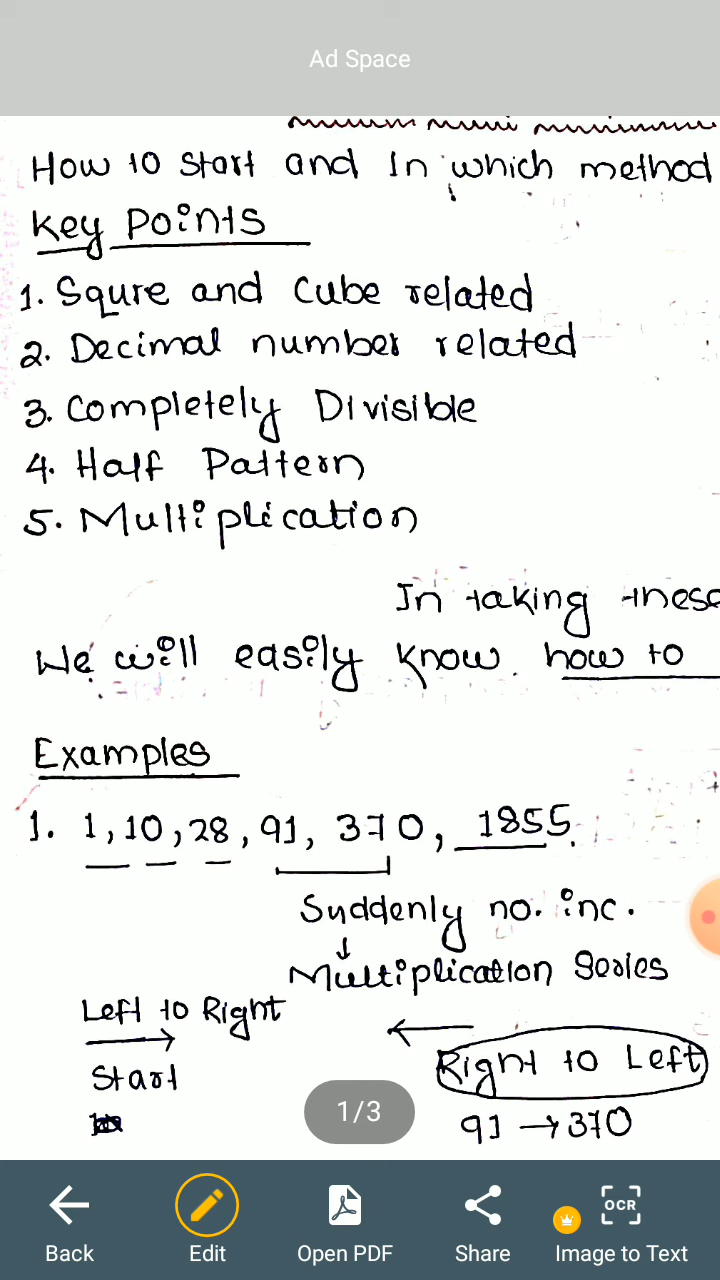 Ad Space
How to Start and In which method
Key Points
1. Squre and Cube related
2. Decimal number related
3. Completely Divisible
4. Half Pattern
5. Multiplication
In taking these
We will easily know how to
Examples
1. 1, 10, 28, 91, 370, 1855.
Suddenly no. inc.
↓
Multiplication Series
Left to Right
→
←
Start
Right to Left
1/3
91 → 370
Back
Edit
Open PDF
Share
OCR
Image to Text